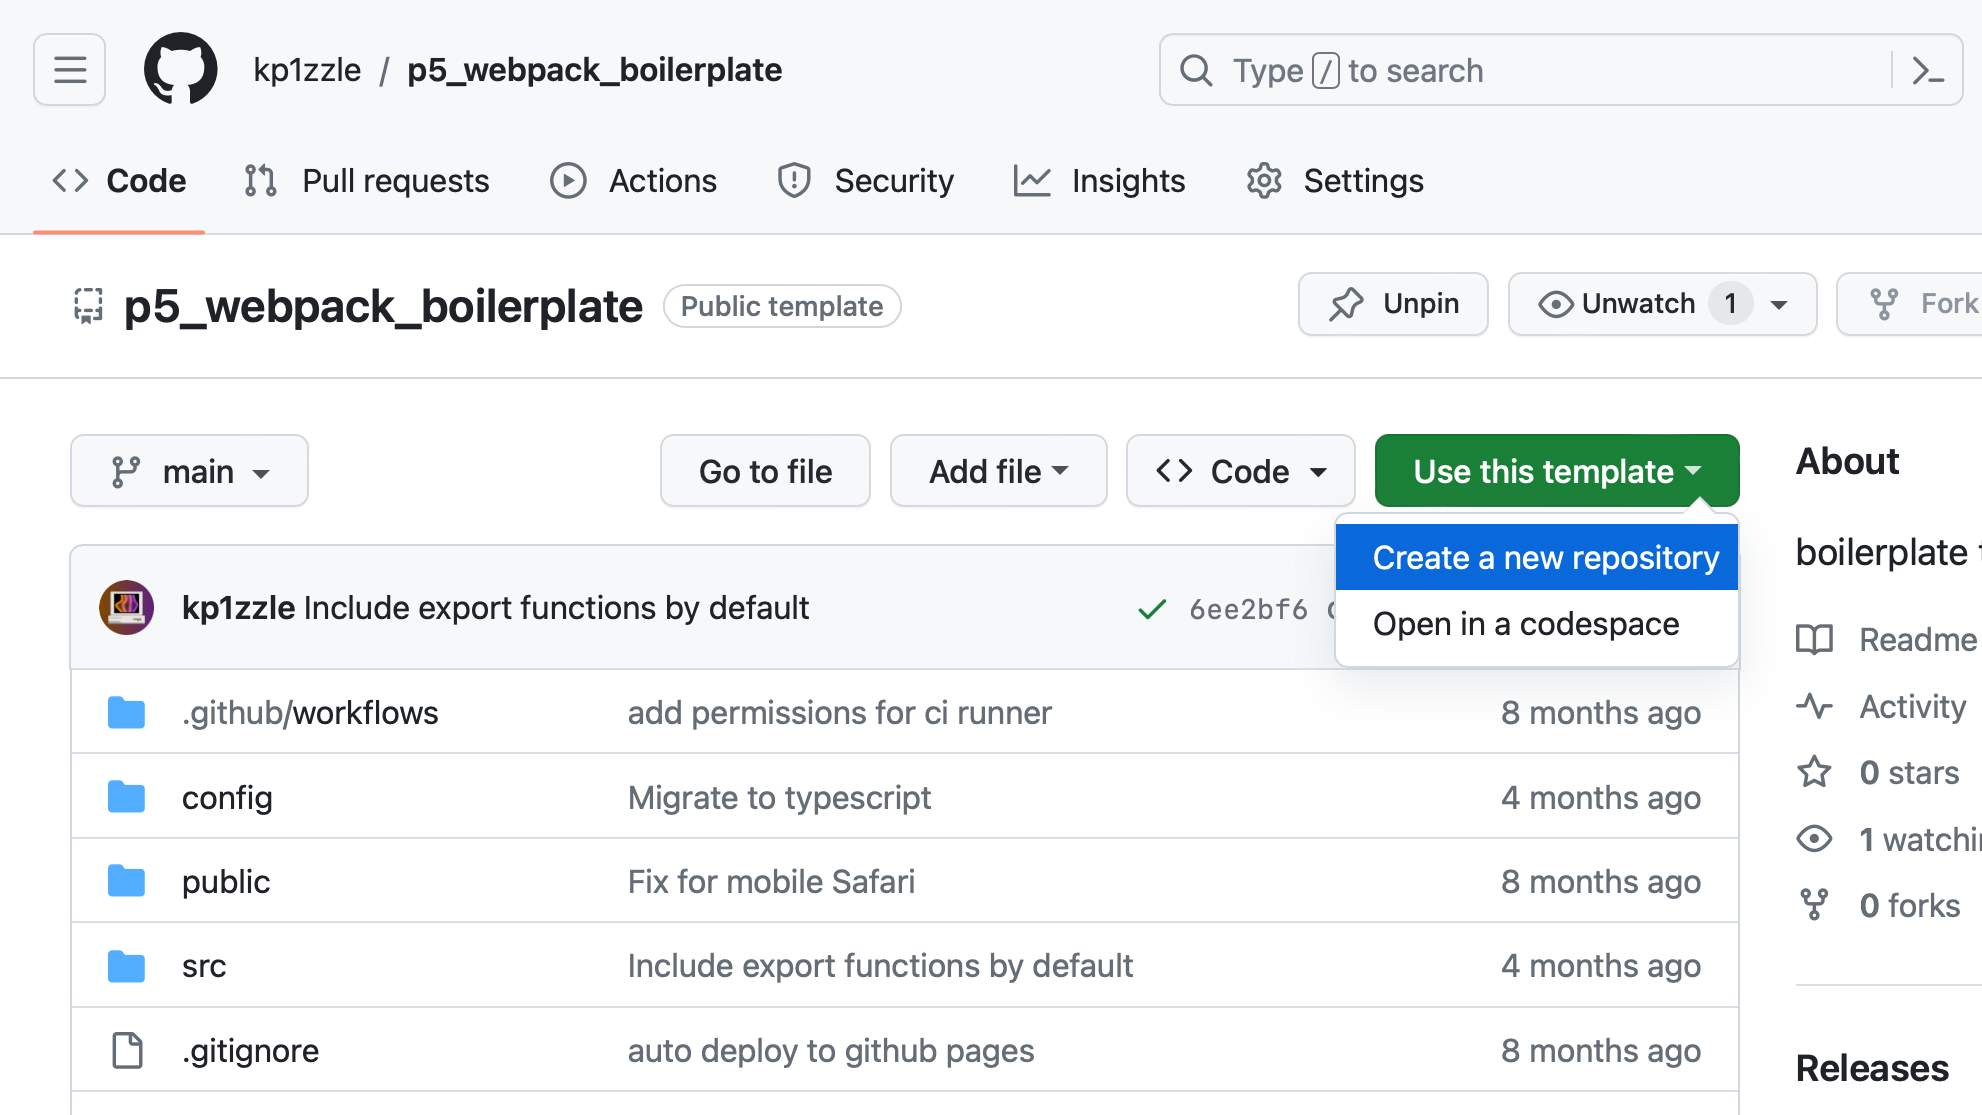 kp1zzle / p5_webpack_boilerplate
Type / to search
Code Pull requests Actions Security Insights Settings
p5_webpack_boilerplate Public template
Unpin Unwatch 1 Fork
main Go to file Add file Code Use this template
Create a new repository
Open in a codespace
kp1zzle Include export functions by default 6ee2bf6
.github/workflows add permissions for ci runner 8 months ago
config Migrate to typescript 4 months ago
public Fix for mobile Safari 8 months ago
src Include export functions by default 4 months ago
.gitignore auto deploy to github pages 8 months ago
About
boilerplate
Readme
Activity
0 stars
1 watchi
0 forks
Releases